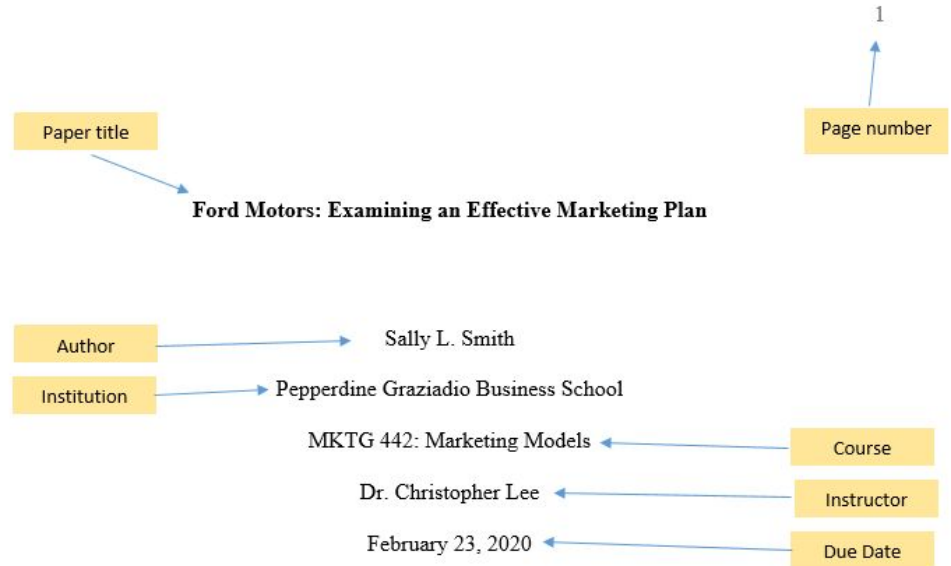 1
Paper title
Page number
Ford Motors: Examining an Effective Marketing Plan
Author
Sally L. Smith
Institution
Pepperdine Graziadio Business School
MKTG 442: Marketing Models
Course
Dr. Christopher Lee
Instructor
February 23, 2020
Due Date